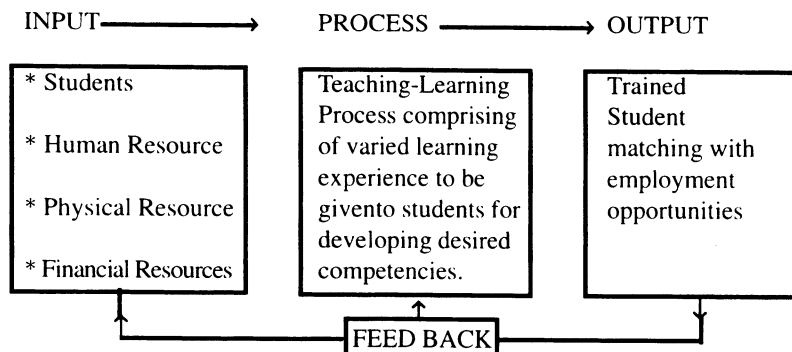 INPUT PROCESS OUTPUT
* Students
* Human Resource
* Physical Resource
* Financial Resources
Teaching-Learning
Process comprising
of varied learning
experience to be
givento students for
developing desired
competencies.
Trained
Student
matching with
employment
opportunities
FEED BACK